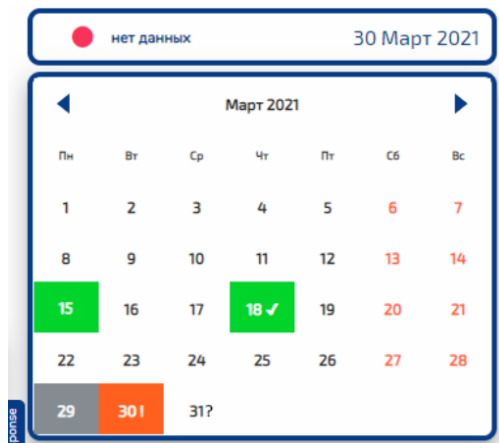 нет данных 30 Март 2021
Март 2021
Пн Вт Ср Чт Пт Сб Вс
1 2 3 4 5 6 7
8 9 10 11 12 13 14
15 16 17 18 ✓ 19 20 21
22 23 24 25 26 27 28
29 30! 31?
ponse